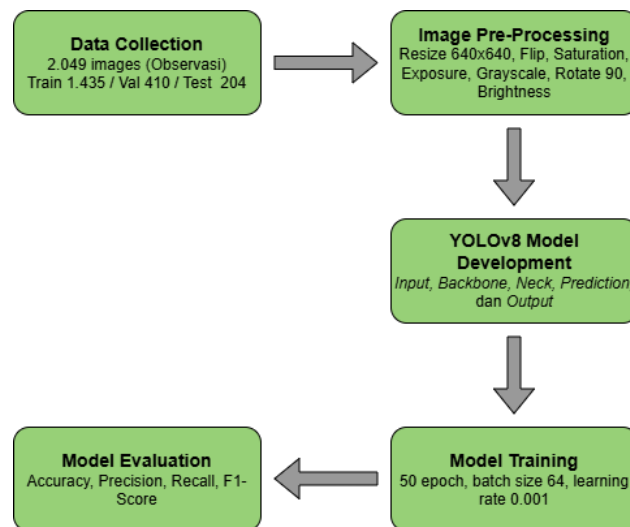 Data Collection
2.049 images (Observasi)
Train 1.435 / Val 410 / Test 204
Image Pre-Processing
Resize 640x640, Flip, Saturation,
Exposure, Grayscale, Rotate 90,
Brightness
YOLOv8 Model
Development
Input, Backbone, Neck, Prediction,
dan Output
Model Training
50 epoch, batch size 64, learning
rate 0.001
Model Evaluation
Accuracy, Precision, Recall, F1-
Score